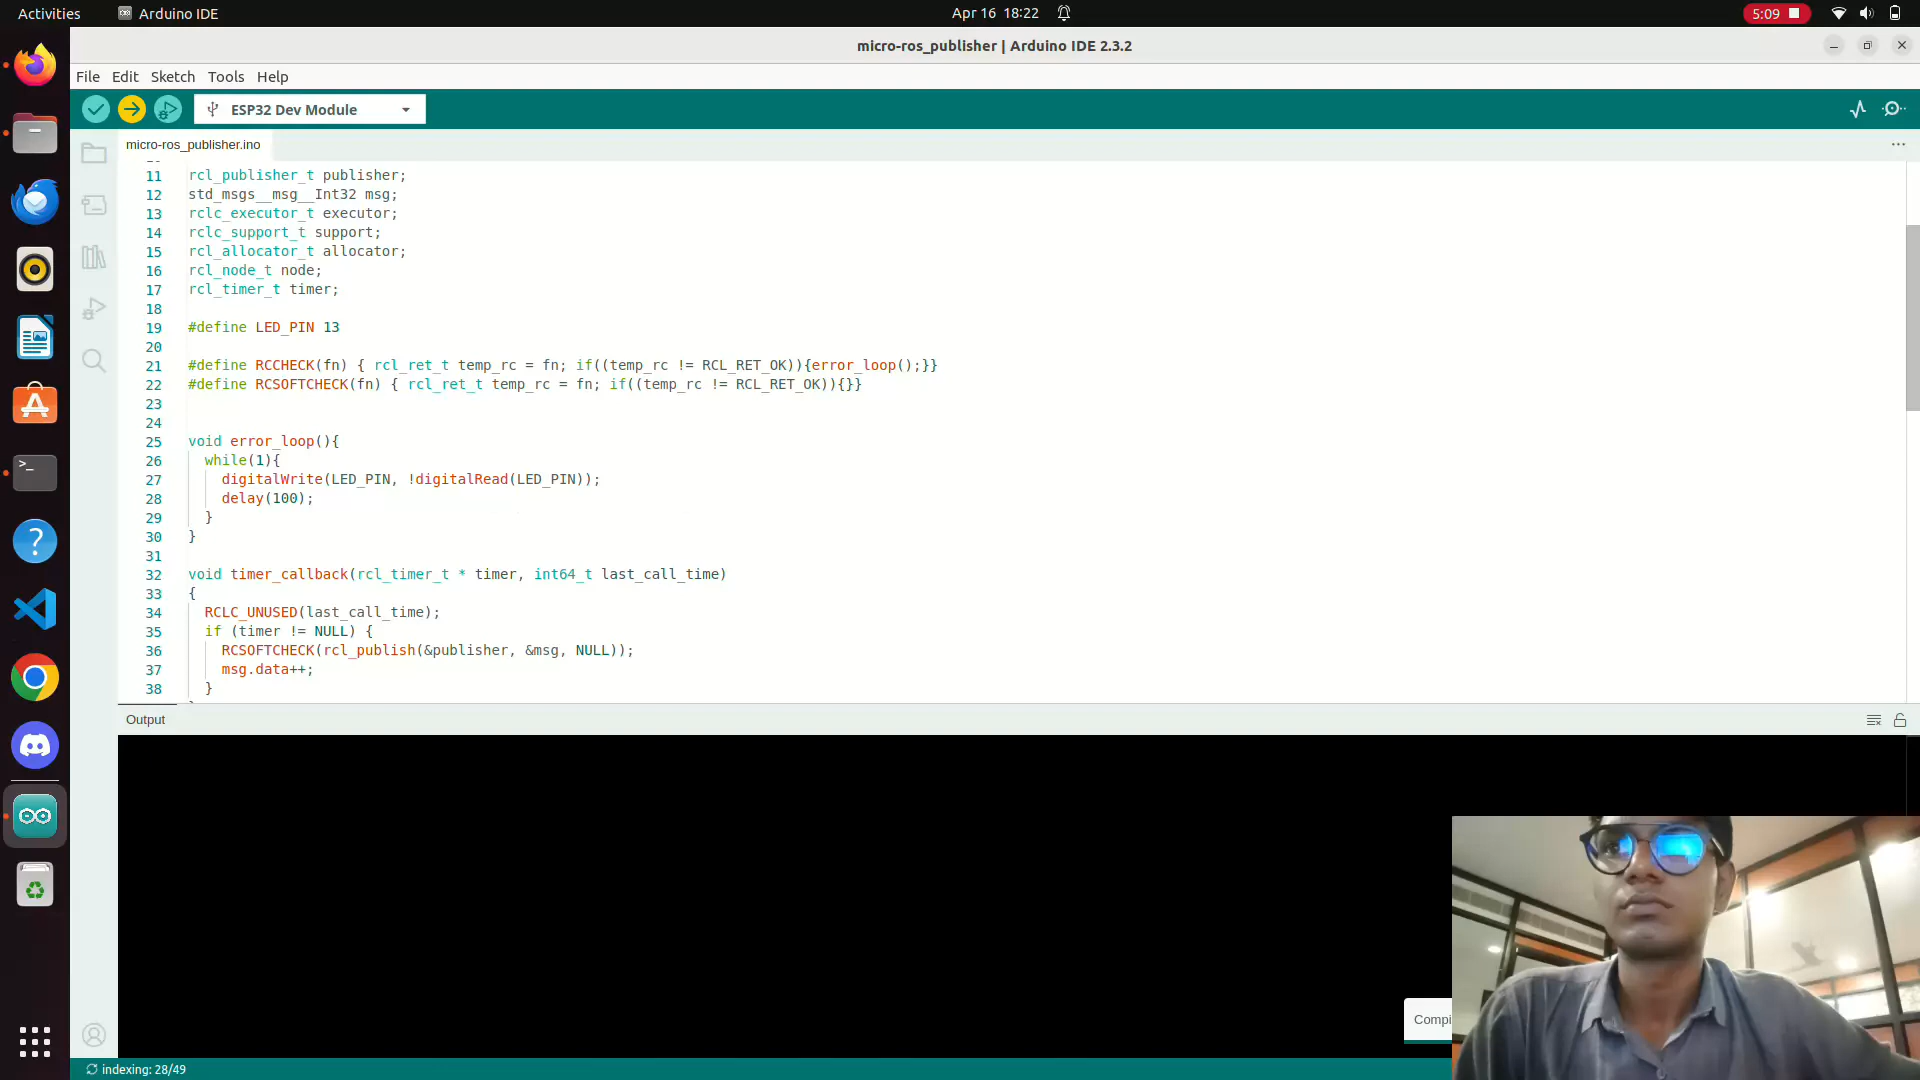 Activities
Arduino IDE
Apr 16 18:22
5:09
micro-ros_publisher | Arduino IDE 2.3.2
File Edit Sketch Tools Help
ESP32 Dev Module
micro-ros_publisher.ino
11 rcl_publisher_t publisher;
12 std_msgs__msg__Int32 msg;
13 rclc_executor_t executor;
14 rclc_support_t support;
15 rcl_allocator_t allocator;
16 rcl_node_t node;
17 rcl_timer_t timer;
18
19 #define LED_PIN 13
20
21 #define RCCHECK(fn) { rcl_ret_t temp_rc = fn; if((temp_rc != RCL_RET_OK)){error_loop();}}
22 #define RCSOFTCHECK(fn) { rcl_ret_t temp_rc = fn; if((temp_rc != RCL_RET_OK)){}}
23
24
25 void error_loop(){
26 while(1){
27 digitalWrite(LED_PIN, !digitalRead(LED_PIN));
28 delay(100);
29 }
30 }
31
32 void timer_callback(rcl_timer_t * timer, int64_t last_call_time)
33 {
34 RCLC_UNUSED(last_call_time);
35 if (timer != NULL) {
36 RCSOFTCHECK(rcl_publish(&publisher, &msg, NULL));
37 msg.data++;
38 }
Output
Compi
indexing: 28/49